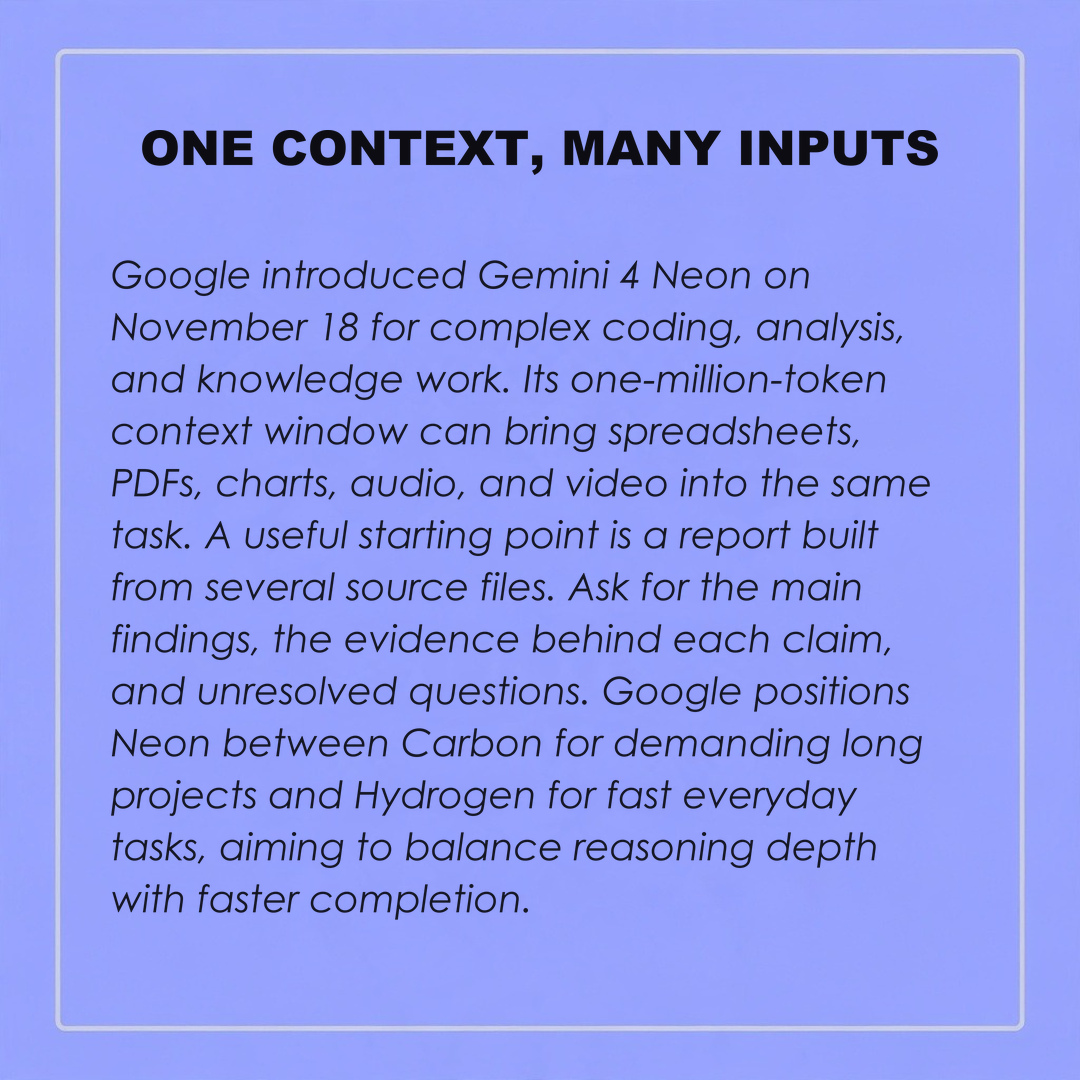 ONE CONTEXT, MANY INPUTS
Google introduced Gemini 4 Neon on
November 18 for complex coding, analysis,
and knowledge work. Its one-million-token
context window can bring spreadsheets,
PDFs, charts, audio, and video into the same
task. A useful starting point is a report built
from several source files. Ask for the main
findings, the evidence behind each claim,
and unresolved questions. Google positions
Neon between Carbon for demanding long
projects and Hydrogen for fast everyday
tasks, aiming to balance reasoning depth
with faster completion.